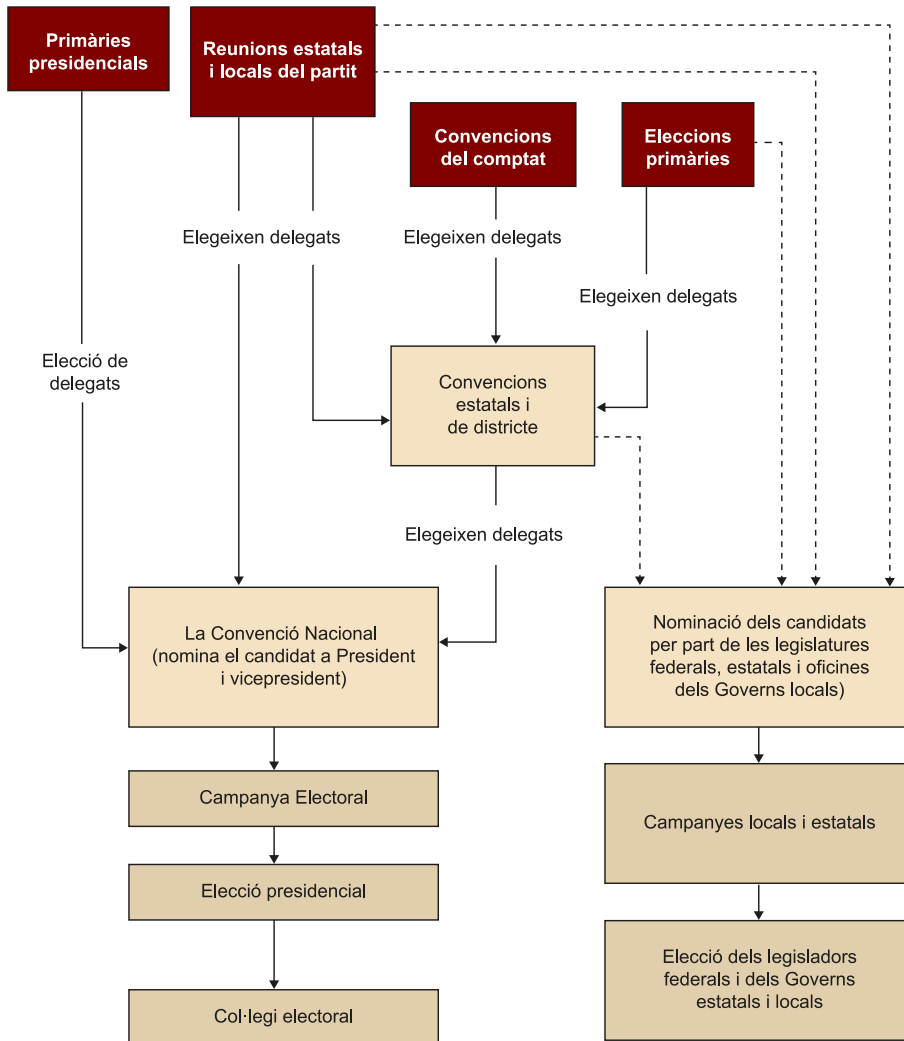 Primàries
presidencials
Reunions estatals
i locals del partit
Convencions
del comptat
Eleccions
primàries
Elegeixen delegats
Elegeixen delegats
Elegeixen delegats
Elecció de
delegats
Convencions
estatals i
de districte
Elegeixen delegats
La Convenció Nacional
(nomina el candidat a President
i vicepresident)
Nominació dels candidats
per part de les legislatures
federals, estatals i oficines
dels Governs locals)
Campanya Electoral
Campanyes locals i estatals
Elecció presidencial
Elecció dels legisladors
federals i dels Governs
estatals i locals
Col·legi electoral